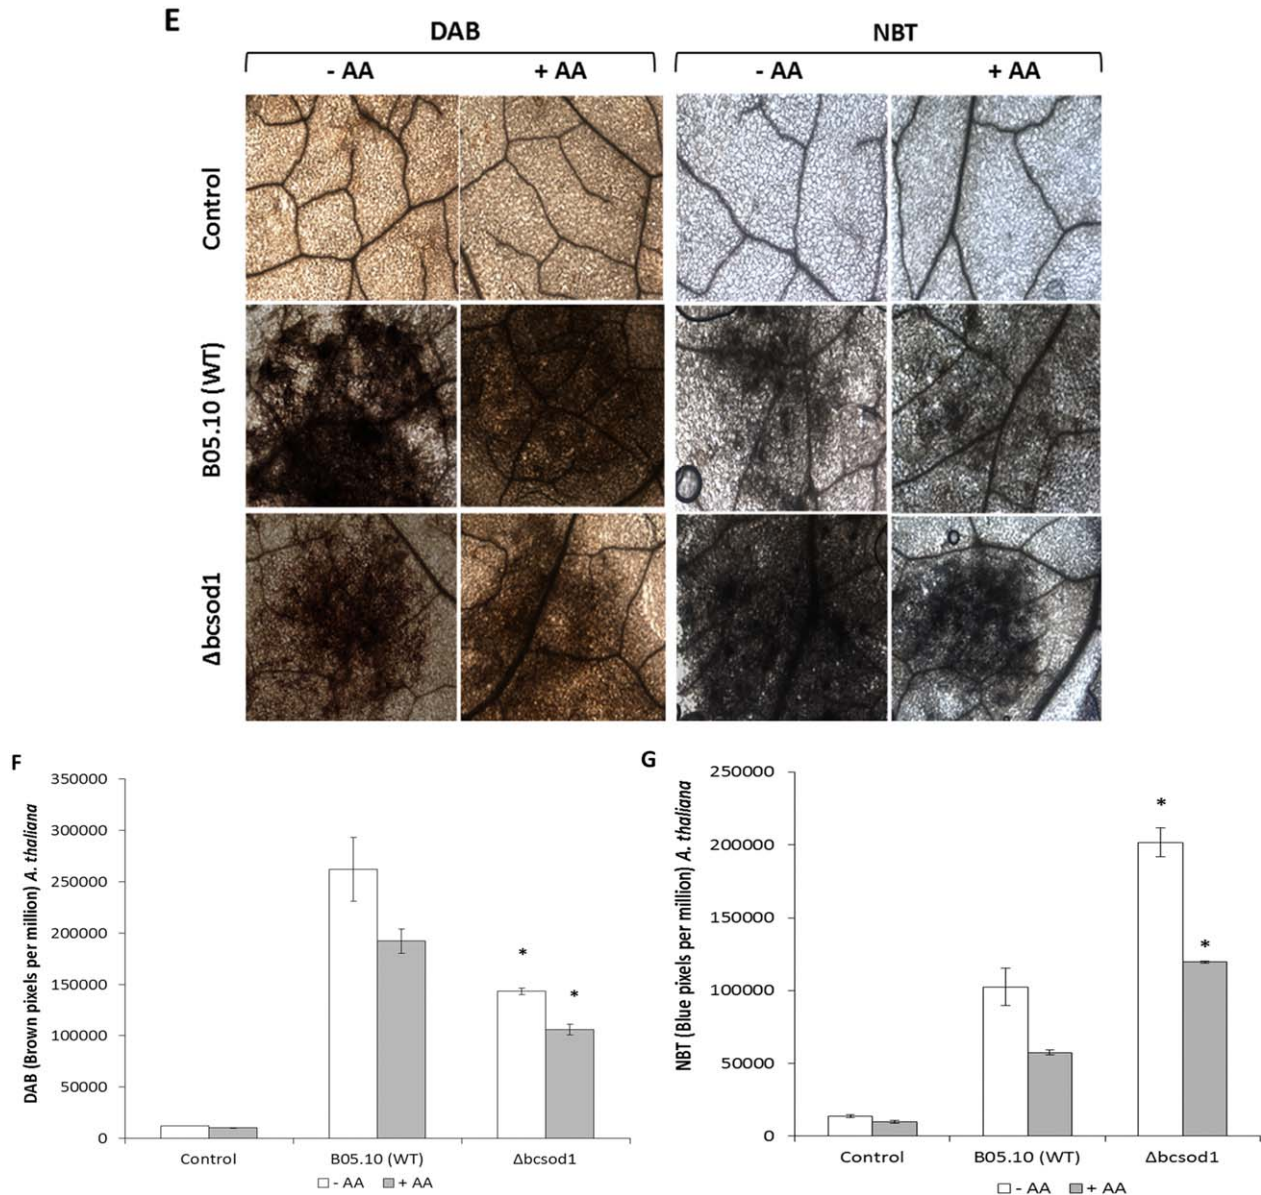 E
DAB NBT
- AA + AA - AA + AA
Control
B05.10 (WT)
Δbcsod1
F
DAB (Brown pixels per million) A. thaliana
350000
300000
250000
200000
150000
100000
50000
0
*
*
Control B05.10 (WT) Δbcsod1
- AA + AA
G
NBT (Blue pixels per million) A. thaliana
250000
200000
150000
100000
50000
0
*
*
Control B05.10 (WT) Δbcsod1
- AA + AA